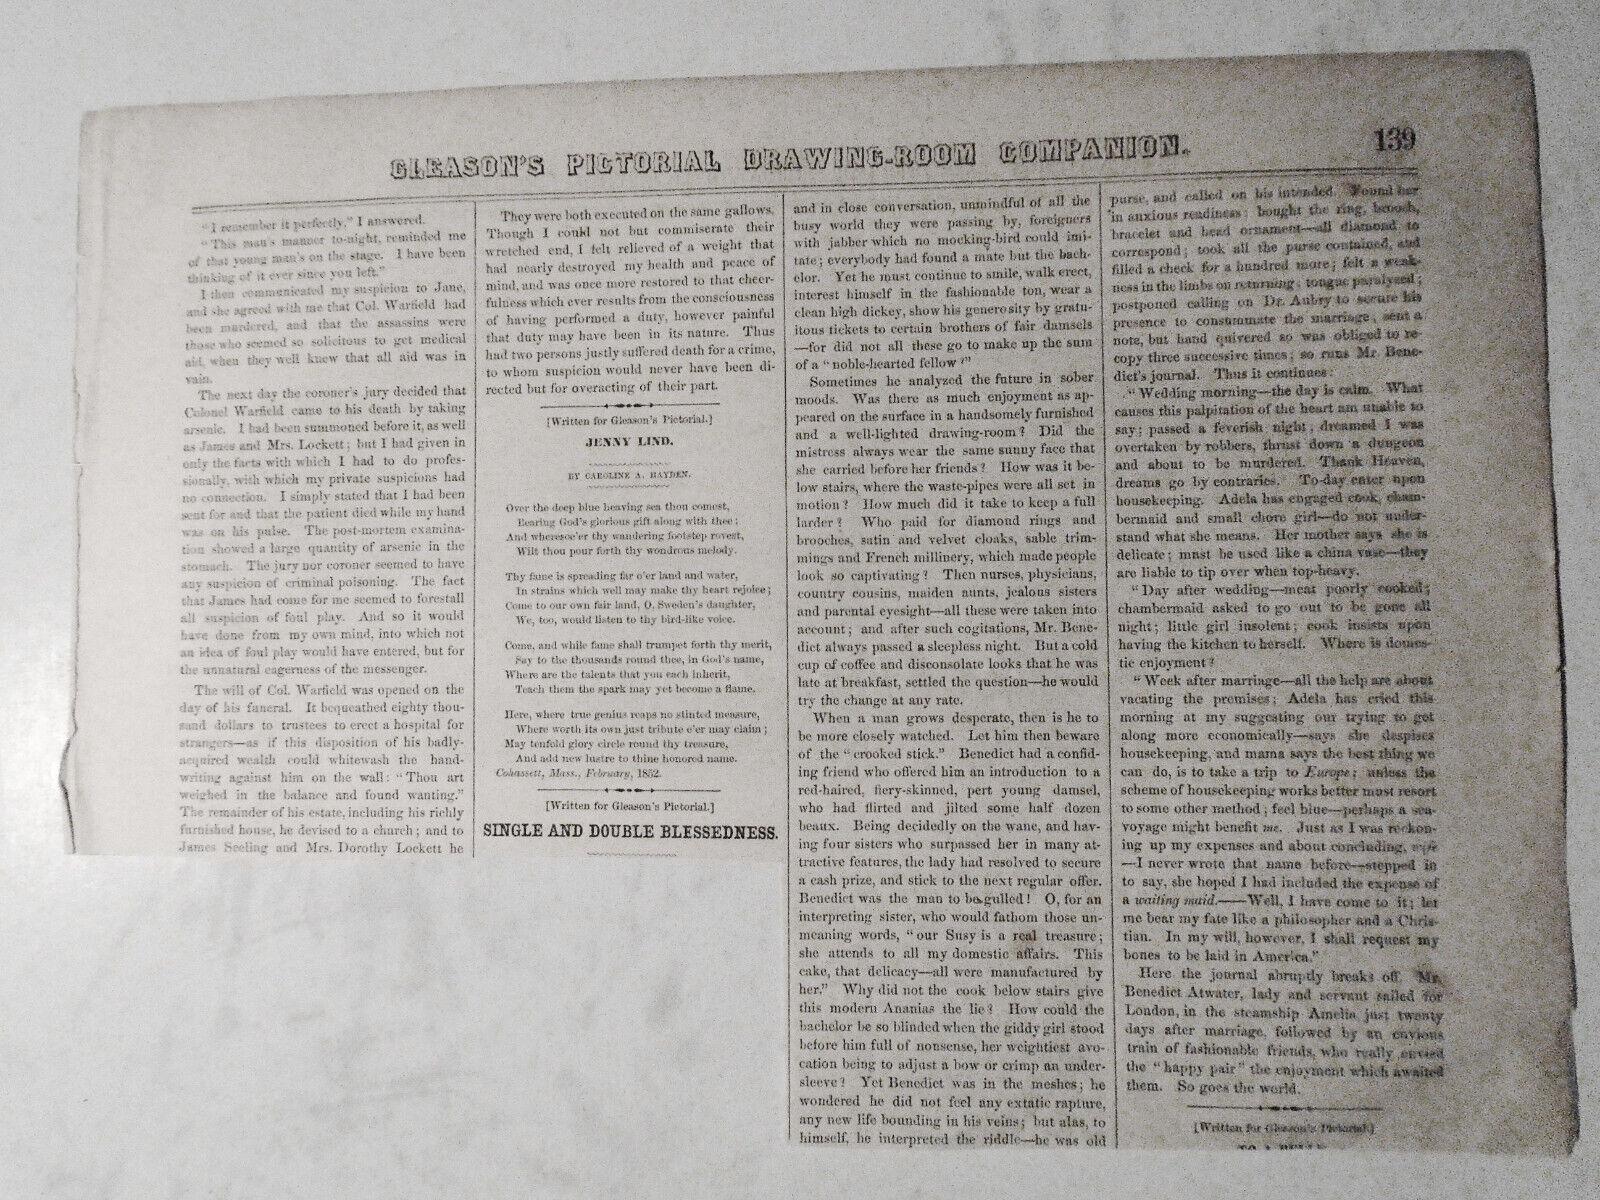 GLEASON'S PICTORIAL DRAWING-ROOM COMPANION.
139
"I remember it perfectly," I answered.
"This man's manner to-night, reminded me
of that young man's on the stage. I have been
thinking of it ever since you left."
I then communicated my suspicion to Jane,
and she agreed with me that Col. Warfield had
been murdered, and that the assassins were
those who seemed so solicitous to get medical
aid, when they well knew that all aid was in
vain.
The next day the coroner's jury decided that
Colonel Warfield came to his death by taking
arsenic. I had been summoned before it, as well
as James and Mrs. Lockett; but I had given in
only the facts with which I had to do profes-
sionally, with which my private suspicions had
no connection. I simply stated that I had been
sent for and that the patient died while my hand
was on his pulse. The post-mortem examina-
tion showed a large quantity of arsenic in the
stomach. The jury nor coroner seemed to have
any suspicion of criminal poisoning. The fact
that James had come for me seemed to forestall
all suspicion of foul play. And so it would
have done from my own mind, into which not
an idea of foul play would have entered, but for
the unnatural eagerness of the messenger.
The will of Col. Warfield was opened on the
day of his funeral. It bequeathed eighty thou-
sand dollars to trustees to erect a hospital for
strangers—as if this disposition of his badly-
acquired wealth could whitewash the hand-
writing against him on the wall: "Thou art
weighed in the balance and found wanting."
The remainder of his estate, including his richly
furnished house, he devised to a church; and to
James Seeling and Mrs. Dorothy Lockett he
They were both executed on the same gallows.
Though I could not but commiserate their
wretched end, I felt relieved of a weight that
had nearly destroyed my health and peace of
mind, and was once more restored to that cheer-
fulness which ever results from the consciousness
of having performed a duty, however painful
that duty may have been in its nature. Thus
had two persons justly suffered death for a crime,
to whom suspicion would never have been di-
rected but for overacting of their part.
[Written for Gleason's Pictorial.]
JENNY LIND.
BY CAROLINE A. HAYDEN.
Over the deep blue heaving sea thou comest,
Bearing God's glorious gift along with thee;
And wheresoe'er thy wandering footstep rovest,
Wilt thou pour forth thy wondrous melody.
Thy fame is spreading far o'er land and water,
In strains which well may make thy heart rejoice;
Come to our own fair land, O, Sweden's daughter,
We, too, would listen to thy bird-like voice.
Come, and while fame shall trumpet forth thy merit,
Say to the thousands round thee, in God's name,
Where are the talents that you each inherit,
Teach them the spark may yet become a flame.
Here, where true genius reaps no stinted measure,
Where worth its own just tribute e'er may claim;
May tenfold glory circle round thy treasure,
And add new lustre to thine honored name.
Cohassett, Mass., February, 1852.
[Written for Gleason's Pictorial.]
SINGLE AND DOUBLE BLESSEDNESS.
and in close conversation, unmindful of all the
busy world they were passing by, foreigners
with jabber which no mocking-bird could imi-
tate; everybody had found a mate but the bach-
elor. Yet he must continue to smile, walk erect,
interest himself in the fashionable ton, wear a
clean high dickey, show his generosity by gratu-
itous tickets to certain brothers of fair damsels
—for did not all these go to make up the sum
of a "noble-hearted fellow?"
Sometimes he analyzed the future in sober
moods. Was there as much enjoyment as ap-
peared on the surface in a handsomely furnished
and a well-lighted drawing-room? Did the
mistress always wear the same sunny face that
she carried before her friends? How was it be-
low stairs, where the waste-pipes were all set in
motion? How much did it take to keep a full
larder? Who paid for diamond rings and
brooches, satin and velvet cloaks, sable trim-
mings and French millinery, which made people
look so captivating? Then nurses, physicians,
country cousins, maiden aunts, jealous sisters
and parental eyesight—all these were taken into
account; and after such cogitations, Mr. Bene-
dict always passed a sleepless night. But a cold
cup of coffee and disconsolate looks that he was
late at breakfast, settled the question—he would
try the change at any rate.
When a man grows desperate, then is he to
be more closely watched. Let him then beware
of the "crooked stick." Benedict had a confid-
ing friend who offered him an introduction to a
red-haired, fiery-skinned, pert young damsel,
who had flirted and jilted some half dozen
beaux. Being decidedly on the wane, and hav-
ing four sisters who surpassed her in many at-
tractive features, the lady had resolved to secure
a cash prize, and stick to the next regular offer.
Benedict was the man to be gulled! O, for an
interpreting sister, who would fathom those un-
meaning words, "our Susy is a real treasure;
she attends to all my domestic affairs. This
cake, that delicacy—all were manufactured by
her." Why did not the cook below stairs give
this modern Ananias the lie? How could the
bachelor be so blinded when the giddy girl stood
before him full of nonsense, her weightiest avo-
cation being to adjust a bow or crimp an under-
sleeve? Yet Benedict was in the meshes; he
wondered he did not feel any extatic rapture,
any new life bounding in his veins; but alas, to
himself, he interpreted the riddle—he was old
purse, and called on his intended. Found her
in anxious readiness; bought the ring, brooch,
bracelet and head ornament—all diamond to
correspond; took all the purse contained, and
filled a check for a hundred more; felt a weak-
ness in the limbs on returning; tongue paralyzed;
postponed calling on Dr. Aubry to secure his
presence to consummate the marriage, sent a
note, but hand quivered so was obliged to re-
copy three successive times; so runs Mr. Bene-
dict's journal. Thus it continues:
"Wedding morning—the day is calm. What
causes this palpitation of the heart am unable to
say; passed a feverish night, dreamed I was
overtaken by robbers, thrust down a dungeon
and about to be murdered. Thank Heaven,
dreams go by contraries. To-day enter upon
housekeeping. Adela has engaged cook, cham-
bermaid and small chore girl—do not under-
stand what she means. Her mother says she is
delicate; must be used like a china vase—they
are liable to tip over when top-heavy.
"Day after wedding—meat poorly cooked;
chambermaid asked to go out to be gone all
night; little girl insolent; cook insists upon
having the kitchen to herself. Where is domes-
tic enjoyment?
"Week after marriage—all the help are about
vacating the premises; Adela has cried this
morning at my suggesting our trying to get
along more economically—says she despises
housekeeping, and mama says the best thing we
can do, is to take a trip to Europe; unless the
scheme of housekeeping works better must resort
to some other method; feel blue—perhaps a sea-
voyage might benefit me. Just as I was reckon-
ing up my expenses and about concluding, wife
—I never wrote that name before—stepped in
to say, she hoped I had included the expense of
a waiting maid.——Well, I have come to it; let
me bear my fate like a philosopher and a Chris-
tian. In my will, however, I shall request my
bones to be laid in America."
Here the journal abruptly breaks off. Mr.
Benedict Atwater, lady and servant sailed for
London, in the steamship Amelia just twenty
days after marriage, followed by an envious
train of fashionable friends, who really envied
the "happy pair" the enjoyment which awaited
them. So goes the world.
[Written for Gleason's Pictorial.]